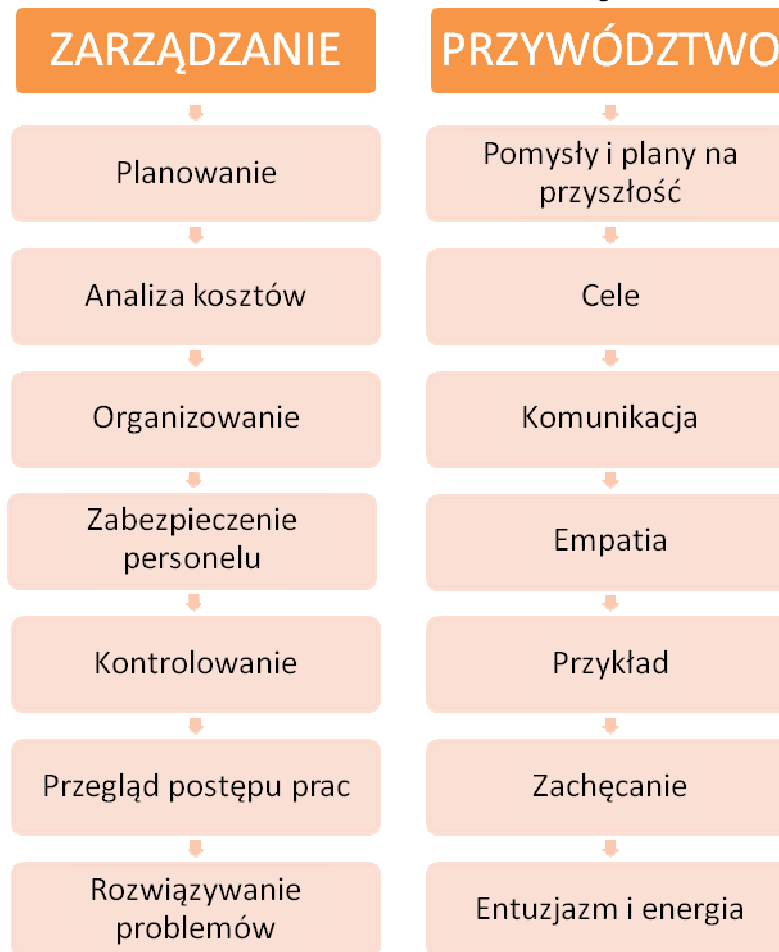 ZARZĄDZANIE
Planowanie
Analiza kosztów
Organizowanie
Zabezpieczenie
personelu
Kontrolowanie
Przegląd postępu prac
Rozwiązywanie
problemów
PRZYWÓDZTWO
Pomysły i plany na
przyszłość
Cele
Komunikacja
Empatia
Przykład
Zachęcanie
Entuzjazm i energia